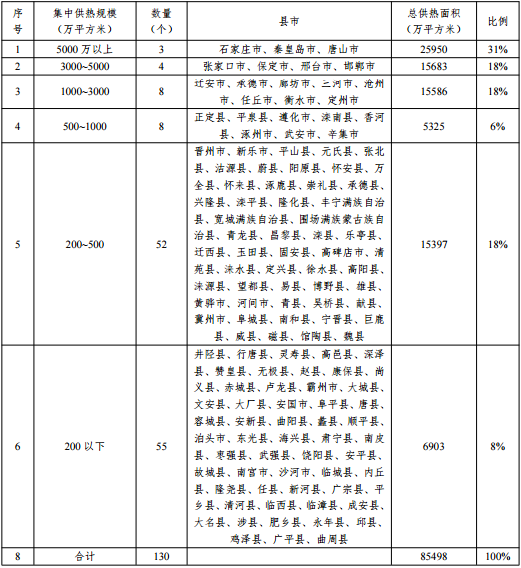 序号 集中供热规模（万平方米） 数量（个） 县市 总供热面积（万平方米） 比例
1 5000万以上 3 石家庄市、秦皇岛市、唐山市 25950 31%
2 3000~5000 4 张家口市、保定市、邢台市、邯郸市 15683 18%
3 1000~3000 8 迁安市、承德市、廊坊市、三河市、沧州
市、任丘市、衡水市、定州市 15586 18%
4 500~1000 8 正定县、平泉县、遵化市、滦南县、香河
县、涿州市、武安市、辛集市 5325 6%
5 200~500 52 晋州市、新乐市、平山县、元氏县、张北
县、沽源县、蔚县、阳原县、怀安县、万
全县、怀来县、涿鹿县、崇礼县、承德县、
兴隆县、滦平县、隆化县、丰宁满族自治
县、宽城满族自治县、围场满族蒙古族自
治县、青龙县、昌黎县、滦县、乐亭县、
迁西县、玉田县、固安县、高碑店市、清
苑县、涞水县、定兴县、徐水县、高阳县、
涞源县、望都县、易县、博野县、雄县、
黄骅市、河间市、青县、吴桥县、献县、
冀州市、阜城县、南和县、宁晋县、巨鹿
县、威县、磁县、馆陶县、魏县 15397 18%
6 200以下 55 井陉县、行唐县、灵寿县、高邑县、深泽
县、赞皇县、无极县、赵县、康保县、尚
义县、赤城县、卢龙县、霸州市、大城县、
文安县、大厂县、安国市、阜平县、唐县、
容城县、安新县、曲阳县、蠡县、顺平县、
泊头市、东光县、海兴县、肃宁县、南皮
县、枣强县、武强县、饶阳县、安平县、
故城县、南宫市、沙河市、临城县、内丘
县、隆尧县、任县、新河县、广宗县、平
乡县、清河县、临西县、临漳县、成安县、
大名县、涉县、肥乡县、永年县、邱县、
鸡泽县、广平县、曲周县 6903 8%
8 合计 130 85498 100%